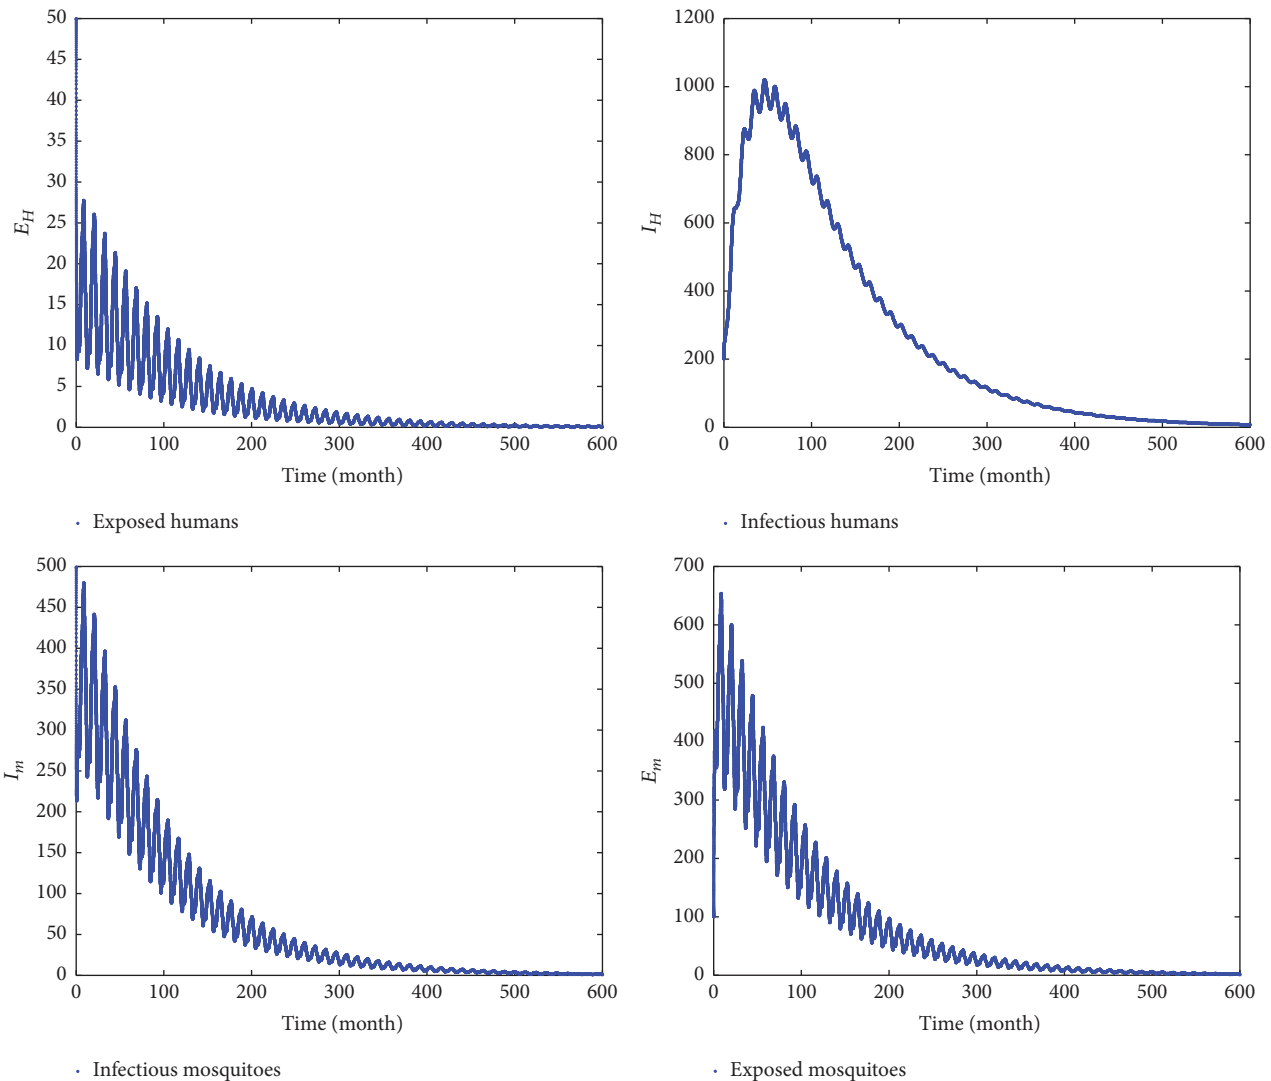 50
45
40
35
30
25
20
15
10
5
0
E_H
0 100 200 300 400 500 600
Time (month)
Exposed humans
1200
1000
800
600
400
200
0
I_H
0 100 200 300 400 500 600
Time (month)
Infectious humans
500
450
400
350
300
250
200
150
100
50
0
I_m
0 100 200 300 400 500 600
Time (month)
Infectious mosquitoes
700
600
500
400
300
200
100
0
E_m
0 100 200 300 400 500 600
Time (month)
Exposed mosquitoes